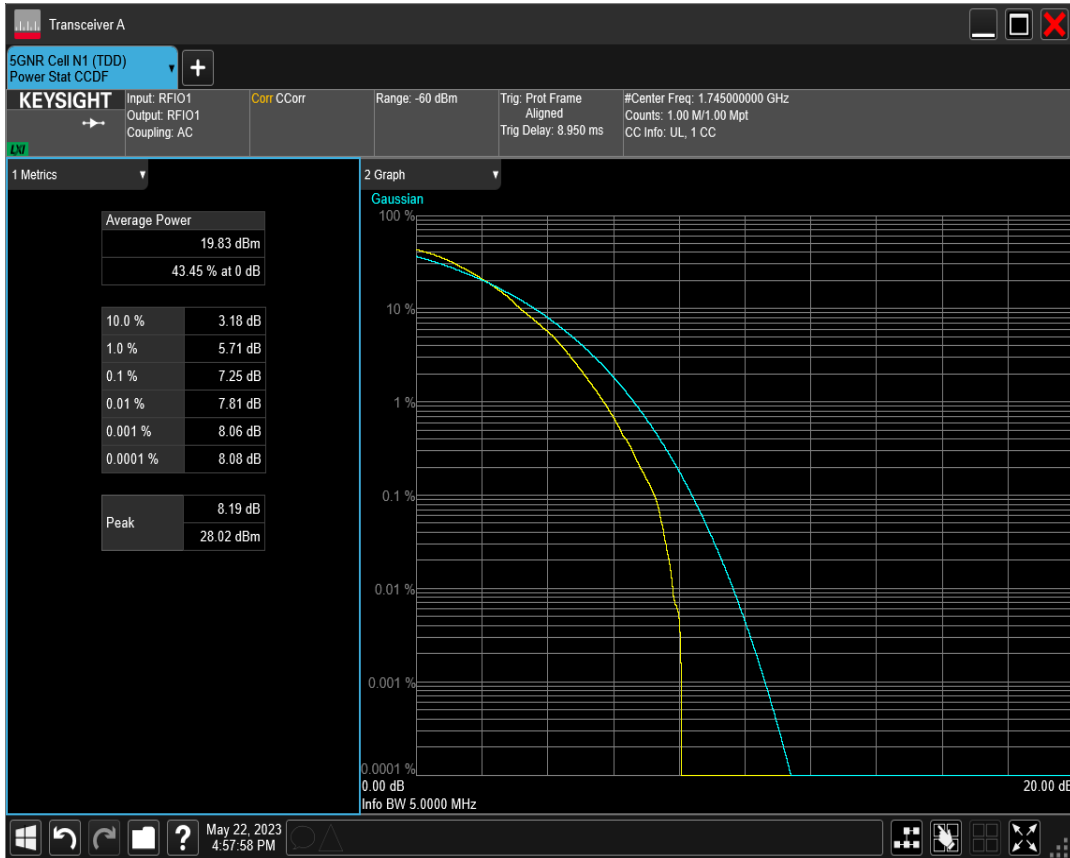 Transceiver A
5GNR Cell N1 (TDD)
Power Stat CCDF
KEYSIGHT
LXI
Input: RFIO1
Output: RFIO1
Coupling: AC
Corr CCorr
Range: -60 dBm
Trig: Prot Frame
Aligned
Trig Delay: 8.950 ms
#Center Freq: 1.745000000 GHz
Counts: 1.00 M/1.00 Mpt
CC Info: UL, 1 CC
1 Metrics
Average Power
19.83 dBm
43.45 % at 0 dB
10.0 % 3.18 dB
1.0 % 5.71 dB
0.1 % 7.25 dB
0.01 % 7.81 dB
0.001 % 8.06 dB
0.0001 % 8.08 dB
Peak
8.19 dB
28.02 dBm
2 Graph
Gaussian
100 %
10 %
1 %
0.1 %
0.01 %
0.001 %
0.0001 %
0.00 dB 20.00 dB
Info BW 5.0000 MHz
May 22, 2023
4:57:58 PM